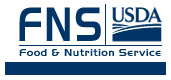 FNS USDA
Food & Nutrition Service